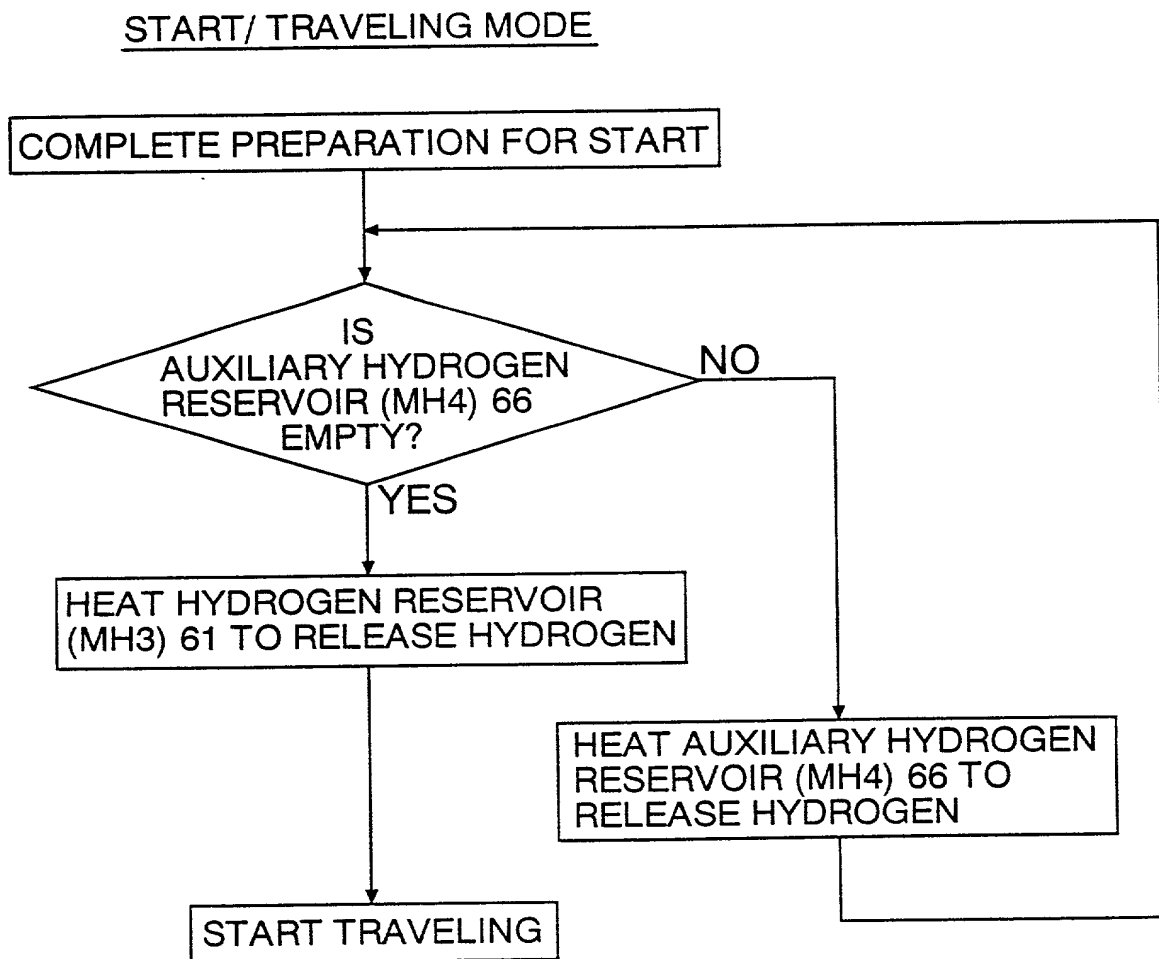 START/ TRAVELING MODE
COMPLETE PREPARATION FOR START
IS
AUXILIARY HYDROGEN
RESERVOIR (MH4) 66
EMPTY?
NO
YES
HEAT HYDROGEN RESERVOIR
(MH3) 61 TO RELEASE HYDROGEN
HEAT AUXILIARY HYDROGEN
RESERVOIR (MH4) 66 TO
RELEASE HYDROGEN
START TRAVELING